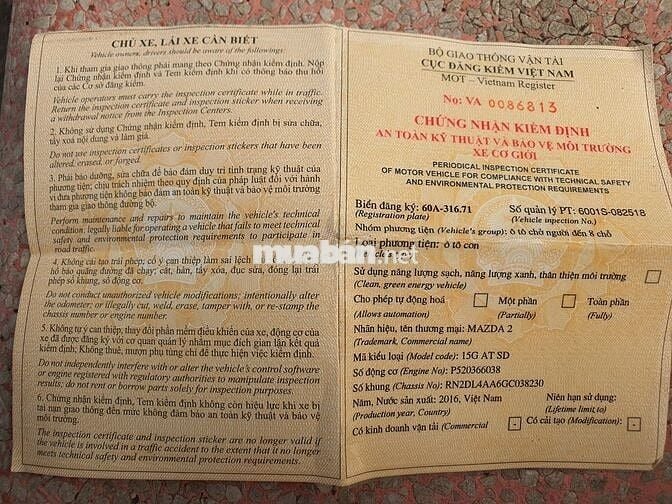 CHỦ XE, LÁI XE CẦN BIẾT
Vehicle owners, drivers should be aware of the followings:
1. Khi tham gia giao thông phải mang theo Chứng nhận kiểm định. Nộp
lại Chứng nhận kiểm định và Tem kiểm định khi có thông báo thu hồi
của các Cơ sở đăng kiểm.
Vehicle operators must carry the inspection certificate while in traffic.
Return the inspection certificate and inspection sticker when receiving
a withdrawal notice from the Inspection Centers.
2. Không sử dụng Chứng nhận kiểm định, Tem kiểm định bị sửa chữa,
tẩy xoá nội dung và làm giả.
Do not use inspection certificates or inspection stickers that have been
altered, erased, or forged.
3. Phải bảo dưỡng, sửa chữa để bảo đảm duy trì tình trạng kỹ thuật của
phương tiện; chịu trách nhiệm theo quy định của pháp luật đối với hành
vi đưa phương tiện không bảo đảm an toàn kỹ thuật và bảo vệ môi trường
tham gia giao thông đường bộ.
Perform maintenance and repairs to maintain the vehicle's technical
condition; legally liable for operating a vehicle that fails to meet technical
safety and environmental protection requirements to participate in
road traffic.
4. Không cải tạo trái phép; cố ý can thiệp làm sai lệch
hồ báo quãng đường đã chạy; cắt, hàn, tẩy xóa, đục sửa, đóng lại trái
phép số khung, số động cơ.
Do not conduct unauthorized vehicle modifications; intentionally alter
the odometer or illegally cut, weld, erase, tamper with, or re-stamp the
chassis number or engine number.
5. Không tự ý can thiệp; thay đổi phần mềm điều khiển của xe, động cơ của
xe đã được đăng ký với cơ quan quản lý nhằm mục đích gian lận kết quả
kiểm định; Không thuê, mượn phụ tùng chỉ để thực hiện việc kiểm định.
Do not independently interfere with or alter the vehicle's control software
or engine registered with regulatory authorities to manipulate inspection
results; do not rent or borrow parts solely for inspection purposes.
6. Chứng nhận kiểm định, Tem kiểm định không còn hiệu lực khi xe bị
tai nạn giao thông đến mức không đảm bảo an toàn kỹ thuật và bảo vệ
môi trường.
The inspection certificate and inspection sticker are no longer valid if
the vehicle is involved in a traffic accident to the extent that it no longer
meets technical safety and environmental protection requirements.
BỘ GIAO THÔNG VẬN TẢI
CỤC ĐĂNG KIỂM VIỆT NAM
MOT – Vietnam Register
No: VA 0086813
CHỨNG NHẬN KIỂM ĐỊNH
AN TOÀN KỸ THUẬT VÀ BẢO VỆ MÔI TRƯỜNG
XE CƠ GIỚI
PERIODICAL INSPECTION CERTIFICATE
OF MOTOR VEHICLE FOR COMPLIANCE WITH TECHNICAL SAFETY
AND ENVIRONMENTAL PROTECTION REQUIREMENTS
Biển đăng ký: 60A-316.71 Số quản lý PT: 6001S-082518
(Registration plate) (Vehicle inspection No.)
Nhóm phương tiện (Vehicle's group): ô tô chở người đến 8 chỗ
Loại phương tiện: ô tô con
muaban.net
Sử dụng năng lượng sạch, năng lượng xanh, thân thiện môi trường
(Clean, green energy vehicle)
Cho phép tự động hoá Một phần Toàn phần
(Allows automation) (Partially) (Fully)
Nhãn hiệu, tên thương mại: MAZDA 2
(Trademark, Commercial name)
Mã kiểu loại (Model code): 15G AT SD
Số động cơ (Engine No): P520366038
Số khung (Chassis No): RN2DL4AA6GC038230
Năm, Nước sản xuất: 2016, Việt Nam Niên hạn sử dụng:
(Production year, Country) (Lifetime limit to)
Có kinh doanh vận tải (Commercial - Có cải tạo (Modification): -